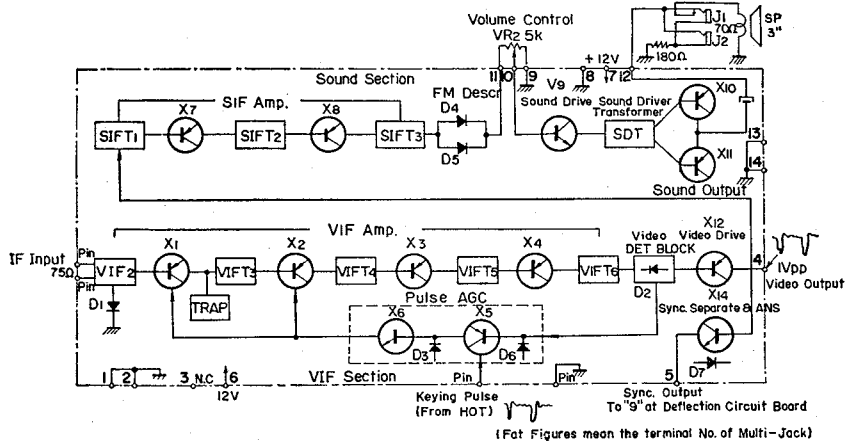 Volume Control
VR2 5k
J1
70Ω
J2
180Ω
SP
3"
+12V
11 10 9 8 7 12
Sound Section
V9
SIF Amp.
FM Descr
D4
Sound Drive
Sound Driver
Transformer
X10
X7
X8
SIFT1
SIFT2
SIFT3
SDT
D5
X11
13
14
Sound Output
VIF Amp.
X12
Video Drive
Video
DET BLOCK
IF Input
75Ω
Pin
Pin
X1
X2
X3
X4
VIF2
VIFT3
VIFT4
VIFT5
VIFT6
4
1VPP
Video Output
D1
TRAP
D2
Pulse AGC
X6
X5
X14
Sync. Separate & ANS
D3
D6
D7
1 2 3 N.C 6
12V
VIF Section
Pin
Pin
5
Keying Pulse
(From HOT)
Sync. Output
To "9" at Deflection Circuit Board
(Fat Figures mean the terminal No. of Multi-Jack)